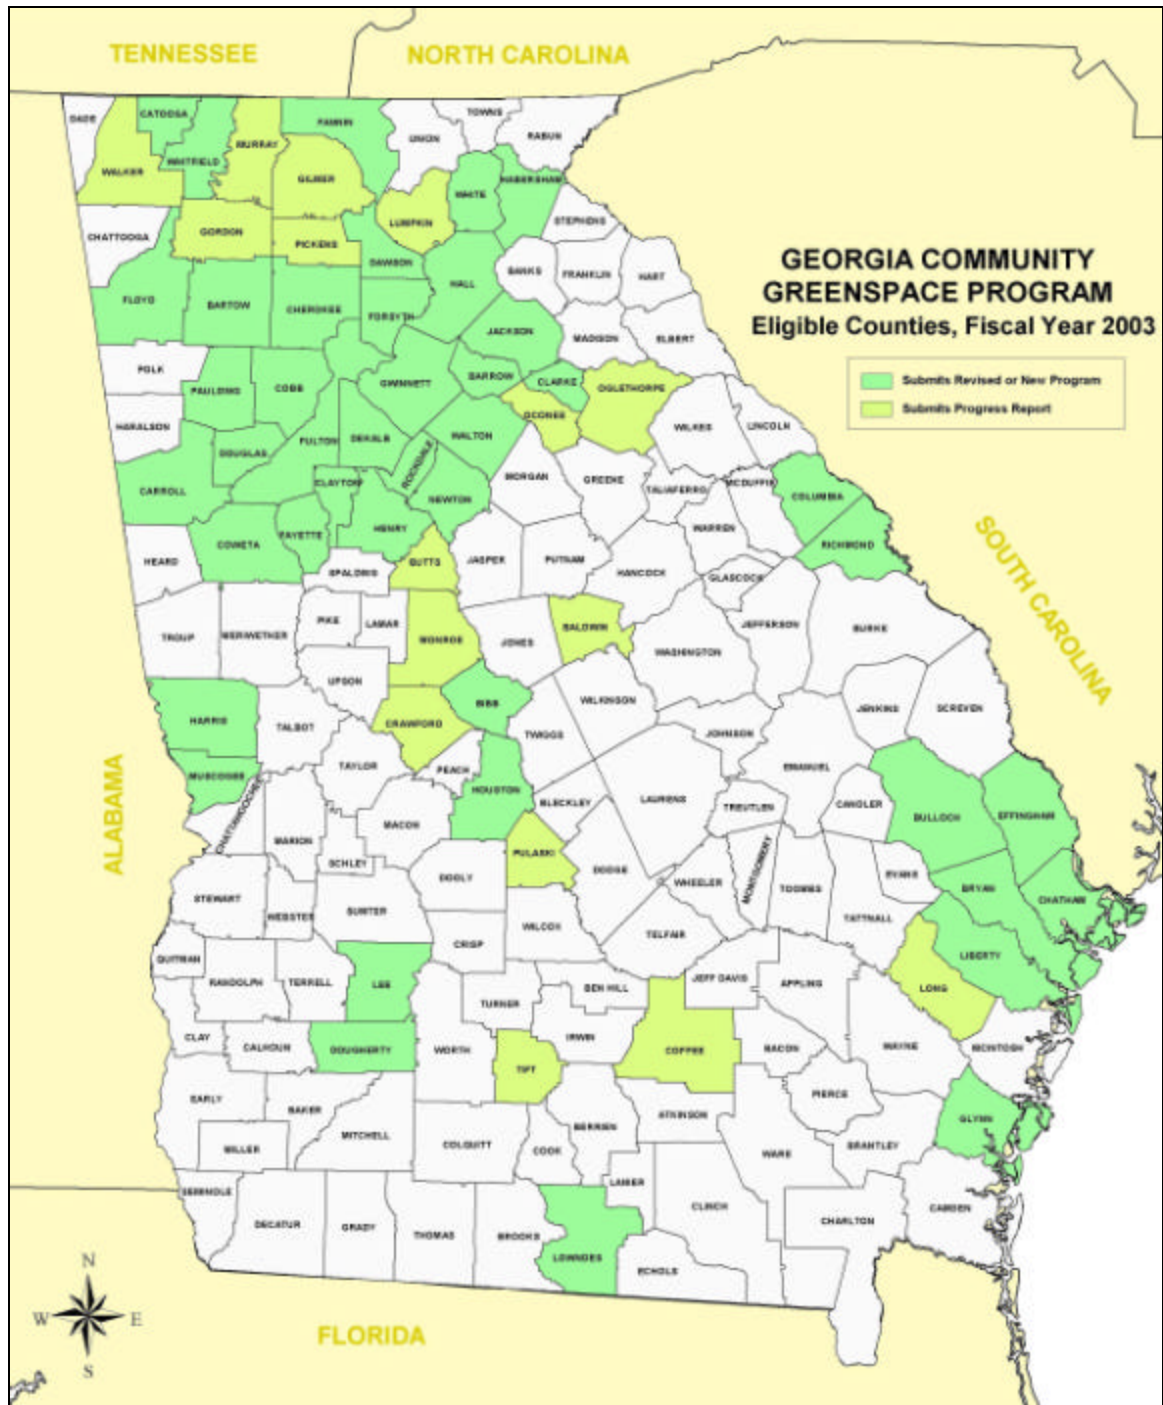 TENNESSEE
NORTH CAROLINA
DADE
CATOOSA
WHITFIELD
MURRAY
FANNIN
UNION
TOWNS
RABUN
WALKER
GILMER
LUMPKIN
WHITE
HABERSHAM
STEPHENS
CHATTOOGA
GORDON
PICKENS
DAWSON
HALL
BANKS
FRANKLIN
HART
GEORGIA COMMUNITY
GREENSPACE PROGRAM
Eligible Counties, Fiscal Year 2003
Submits Revised or New Program
Submits Progress Report
FLOYD
BARTOW
CHEROKEE
FORSYTH
JACKSON
MADISON
ELBERT
POLK
PAULDING
COBB
GWINNETT
BARROW
CLARKE
OGLETHORPE
OCONEE
HARALSON
DOUGLAS
FULTON
DEKALB
ROCKDALE
WALTON
WILKES
LINCOLN
CARROLL
CLAYTON
NEWTON
MORGAN
GREENE
TALIAFERRO
MCDUFFIE
COLUMBIA
HEARD
COWETA
FAYETTE
HENRY
WARREN
RICHMOND
SPALDING
BUTTS
JASPER
PUTNAM
HANCOCK
GLASCOCK
SOUTH CAROLINA
TROUP
MERIWETHER
PIKE
LAMAR
MONROE
JONES
BALDWIN
WASHINGTON
JEFFERSON
BURKE
UPSON
HARRIS
TALBOT
CRAWFORD
BIBB
WILKINSON
JENKINS
SCREVEN
TWIGGS
JOHNSON
EMANUEL
ALABAMA
MUSCOGEE
TAYLOR
PEACH
HOUSTON
BLECKLEY
LAURENS
TREUTLEN
CANDLER
BULLOCH
EFFINGHAM
CHATTAHOOCHEE
MARION
MACON
SCHLEY
DOOLY
PULASKI
DODGE
WHEELER
MONTGOMERY
TOOMBS
EVANS
BRYAN
CHATHAM
STEWART
WEBSTER
SUMTER
CRISP
WILCOX
TELFAIR
TATTNALL
LIBERTY
QUITMAN
RANDOLPH
TERRELL
LEE
TURNER
BEN HILL
JEFF DAVIS
APPLING
LONG
CLAY
CALHOUN
DOUGHERTY
WORTH
TIFT
IRWIN
COFFEE
BACON
WAYNE
MCINTOSH
EARLY
BAKER
MITCHELL
COLQUITT
COOK
BERRIEN
ATKINSON
PIERCE
GLYNN
MILLER
WARE
BRANTLEY
SEMINOLE
DECATUR
GRADY
THOMAS
BROOKS
LANIER
LOWNDES
CLINCH
ECHOLS
CHARLTON
CAMDEN
N
W
E
S
FLORIDA